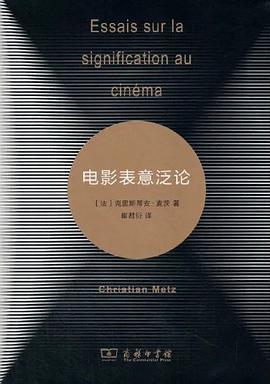 Essais sur la
signification au
cinéma
电影表意泛论
［法］克里斯蒂安·麦茨 著
崔君衍 译
Christian Metz
商务印书馆
The Commercial Press